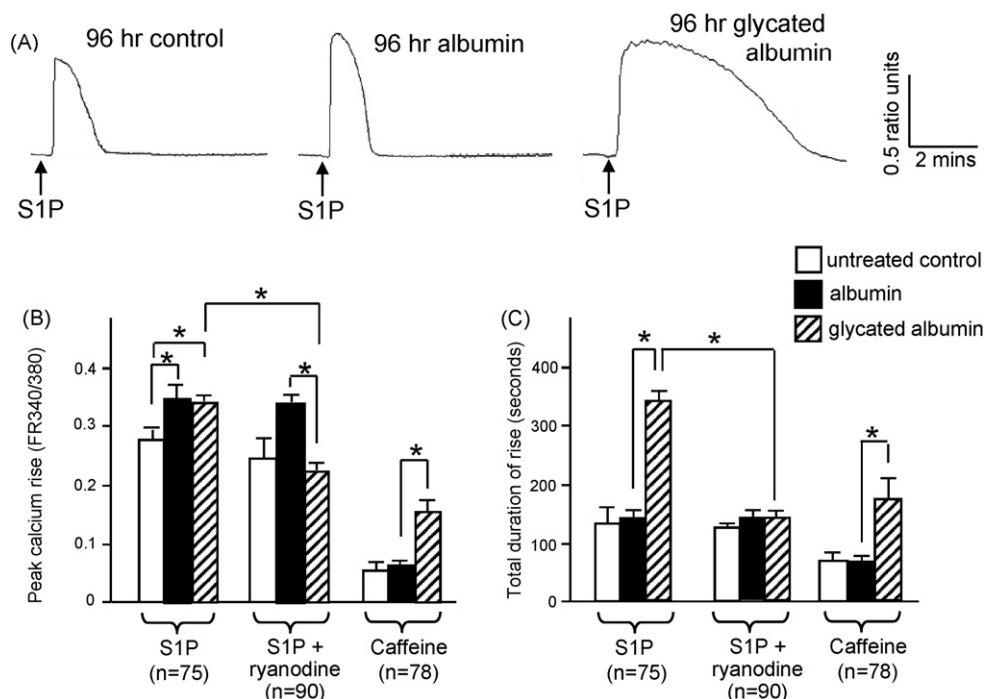 (A)
96 hr control
96 hr albumin
96 hr glycated
albumin
0.5 ratio units
2 mins
S1P
S1P
S1P
untreated control
albumin
glycated albumin
(B)
Peak calcium rise (FR340/380)
0.4
0.3
0.2
0.1
0
*
*
*
*
*
S1P
(n=75)
S1P +
ryanodine
(n=90)
Caffeine
(n=78)
(C)
Total duration of rise (seconds)
400
300
200
100
0
*
*
*
S1P
(n=75)
S1P +
ryanodine
(n=90)
Caffeine
(n=78)